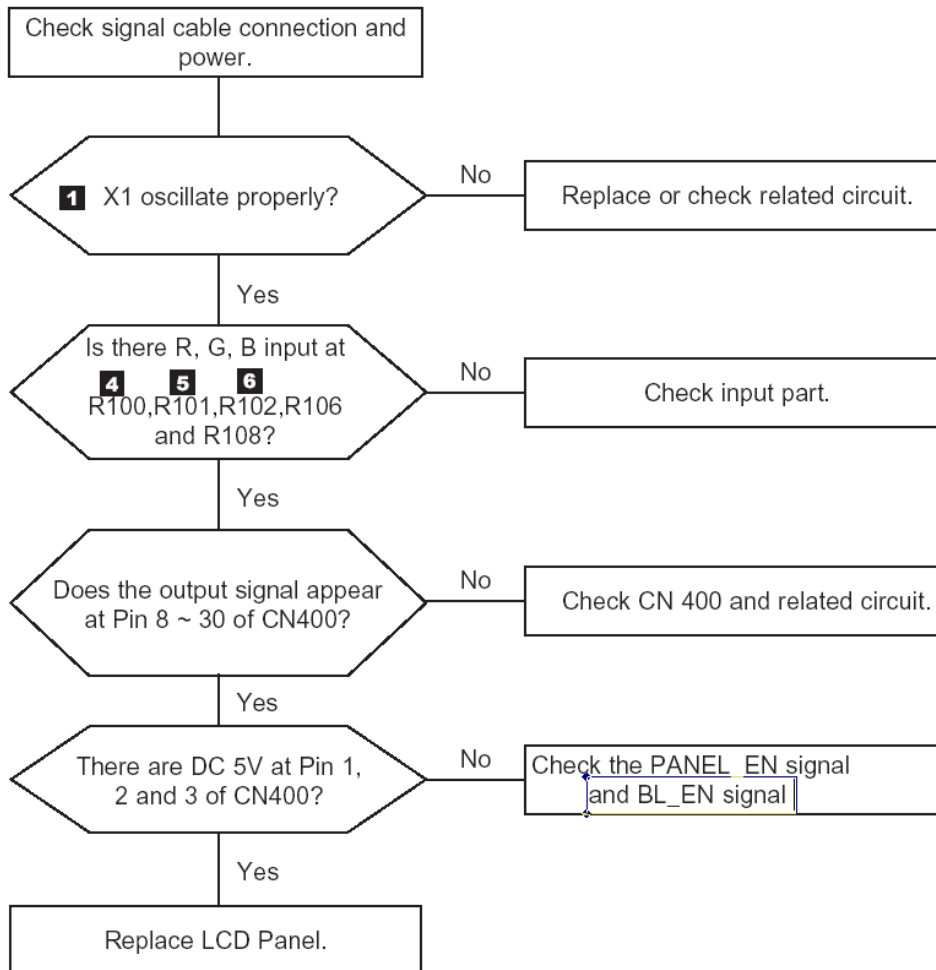 Check signal cable connection and
power.
1 X1 oscillate properly?
No
Replace or check related circuit.
Yes
Is there R, G, B input at
4 5 6
R100,R101,R102,R106
and R108?
No
Check input part.
Yes
Does the output signal appear
at Pin 8 ~ 30 of CN400?
No
Check CN 400 and related circuit.
Yes
There are DC 5V at Pin 1,
2 and 3 of CN400?
No
Check the PANEL_EN signal
and BL_EN signal
Yes
Replace LCD Panel.